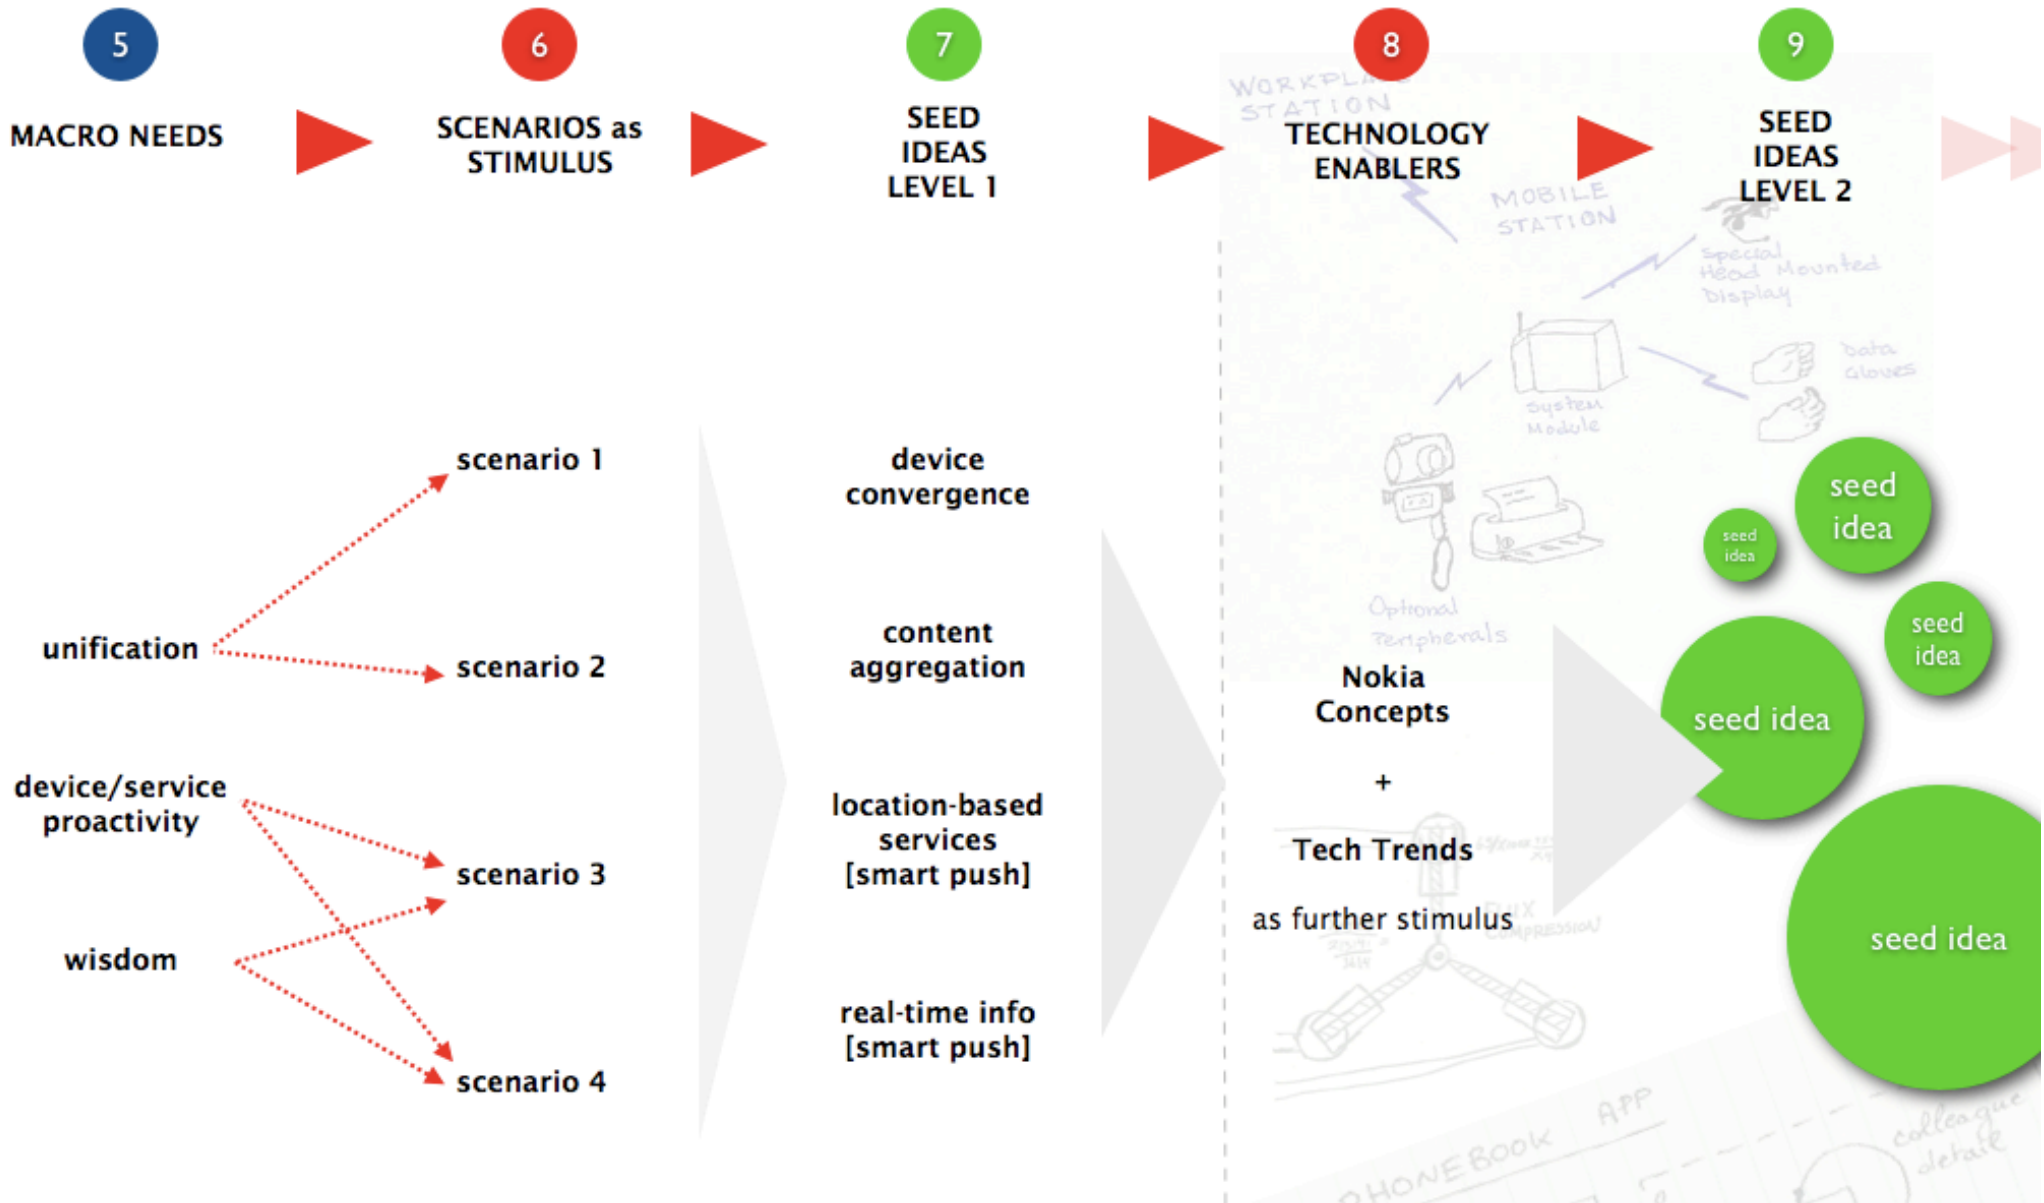 5
6
7
8
9
MACRO NEEDS
SCENARIOS as
STIMULUS
SEED
IDEAS
LEVEL 1
TECHNOLOGY
ENABLERS
SEED
IDEAS
LEVEL 2
WORKPLACE
STATION
MOBILE
STATION
Special
Head Mounted
Display
Data
Gloves
System
Module
Optional
Peripherals
unification
device/service
proactivity
wisdom
scenario 1
scenario 2
scenario 3
scenario 4
device
convergence
content
aggregation
location-based
services
[smart push]
real-time info
[smart push]
Nokia
Concepts
+
Tech Trends
as further stimulus
FLUX
COMPRESSION
seed
idea
seed
idea
seed
idea
seed idea
seed idea
PHONEBOOK APP
colleague
detail